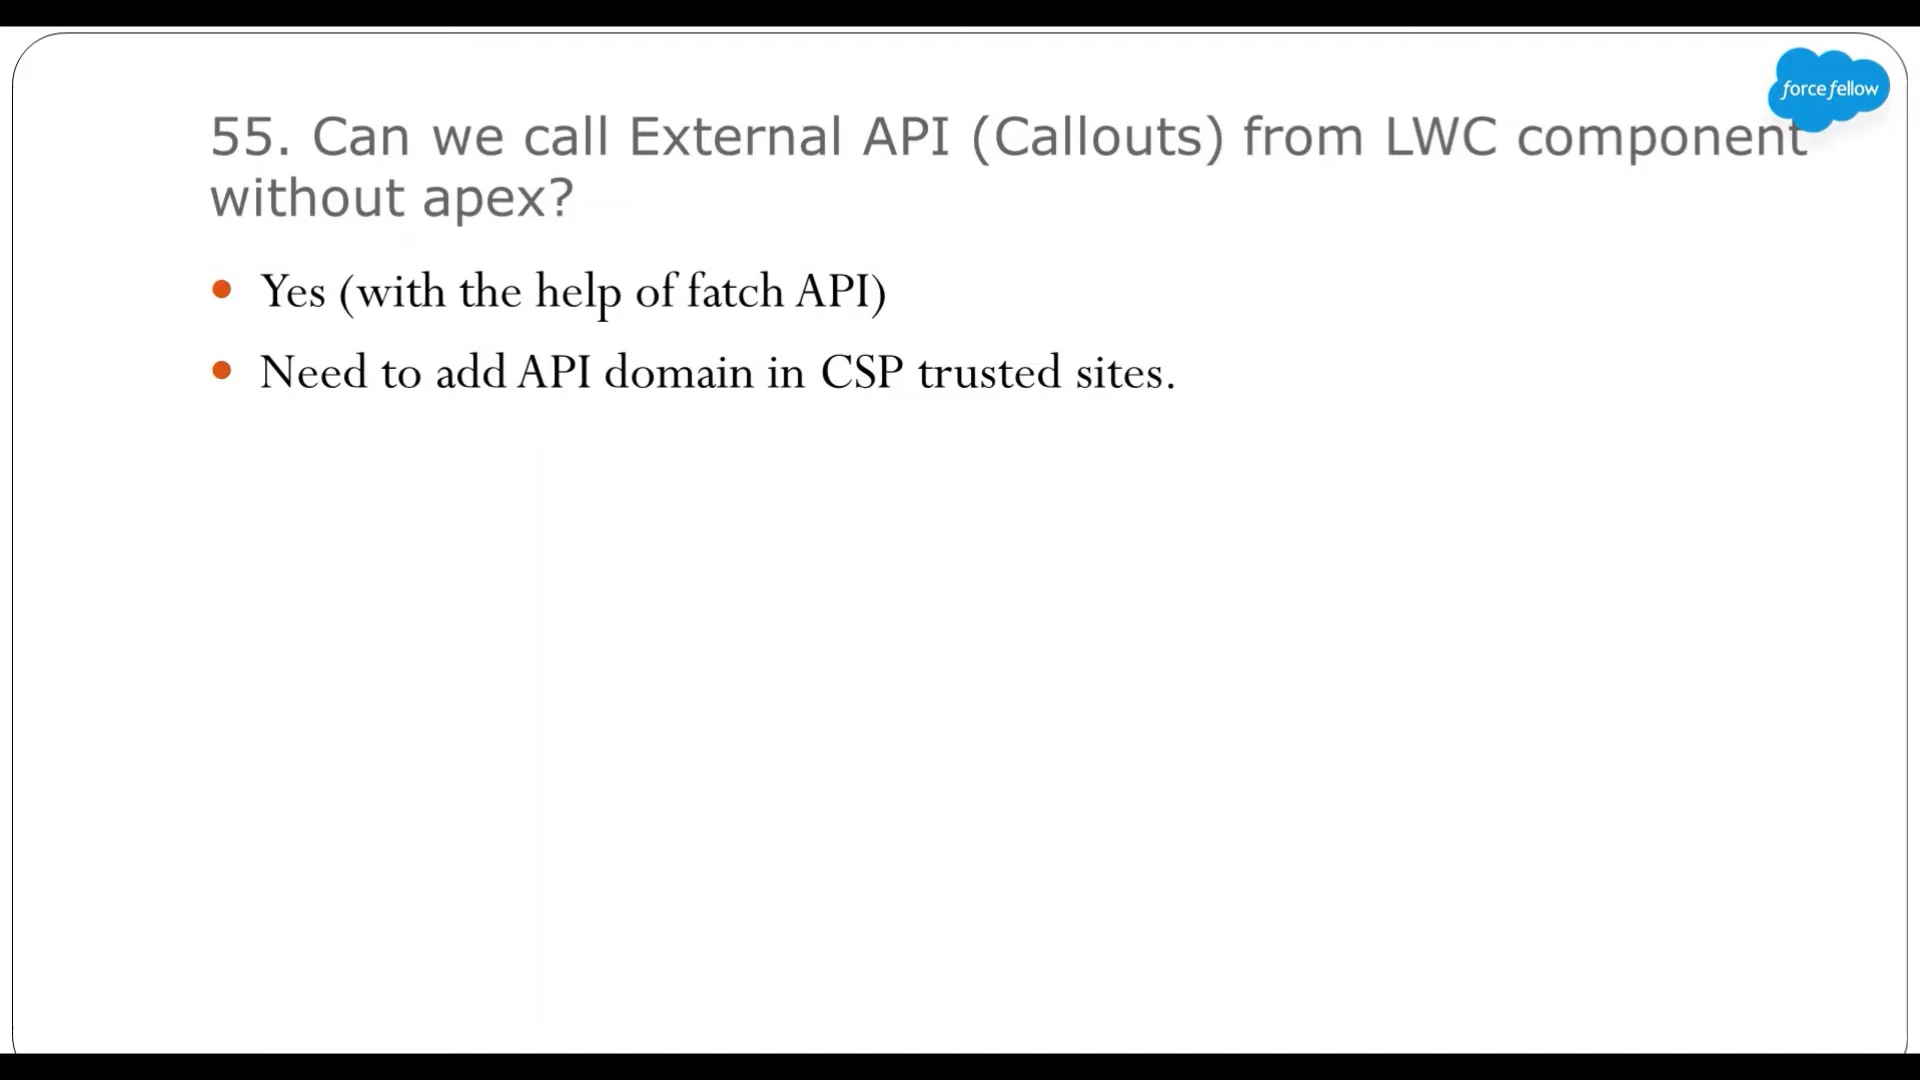 force fellow
55. Can we call External API (Callouts) from LWC component
without apex?
Yes (with the help of fatch API)
Need to add API domain in CSP trusted sites.